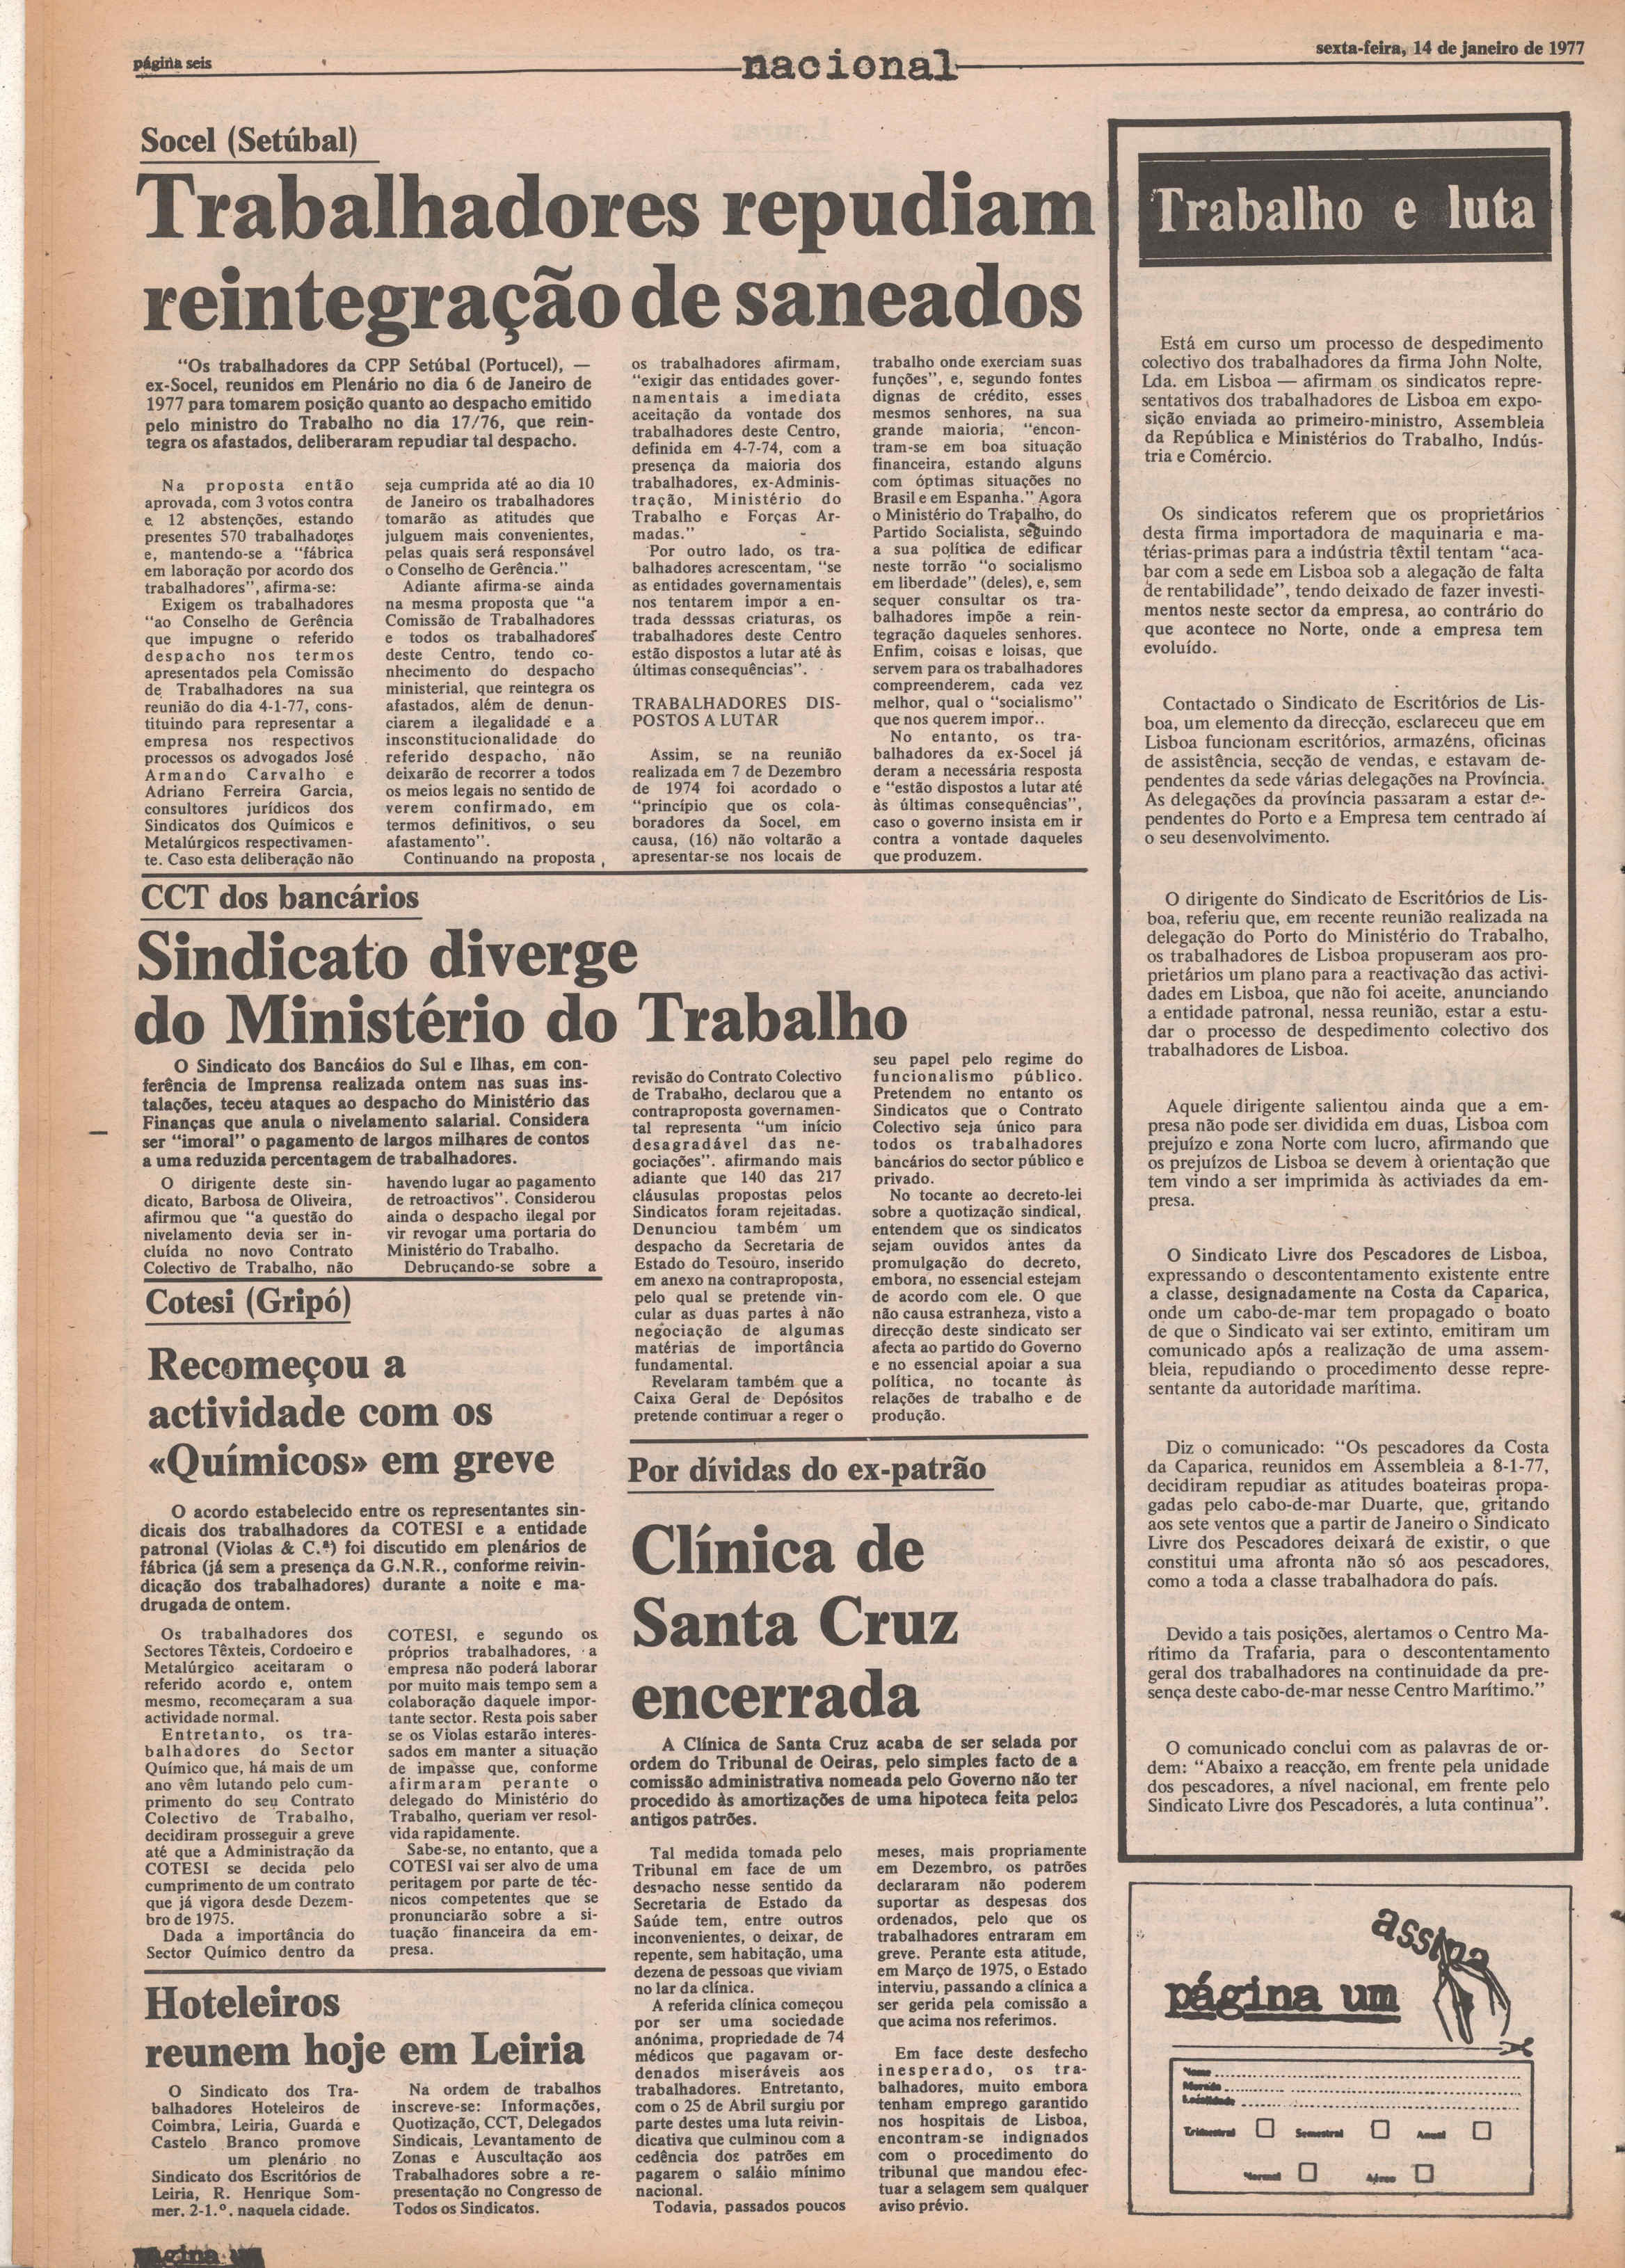 página seis
nacional
sexta-feira, 14 de janeiro de 1977
Socel (Setúbal)
Trabalhadores repudiam
reintegração de saneados
"Os trabalhadores da CPP Setúbal (Portucel), —
ex-Socel, reunidos em Plenário no dia 6 de Janeiro de
1977 para tomarem posição quanto ao despacho emitido
pelo ministro do Trabalho no dia 17/76, que rein-
tegra os afastados, deliberaram repudiar tal despacho.
Na proposta então
aprovada, com 3 votos contra
e 12 abstenções, estando
presentes 570 trabalhadores
e, mantendo-se a "fábrica
em laboração por acordo dos
trabalhadores", afirma-se:
Exigem os trabalhadores
"ao Conselho de Gerência
que impugne o referido
despacho nos termos
apresentados pela Comissão
de Trabalhadores na sua
reunião do dia 4-1-77, cons-
tituindo para representar a
empresa nos respectivos
processos os advogados José
Armando Carvalho e
Adriano Ferreira Garcia,
consultores jurídicos dos
Sindicatos dos Químicos e
Metalúrgicos respectivamen-
te. Caso esta deliberação não
seja cumprida até ao dia 10
de Janeiro os trabalhadores
tomarão as atitudes que
julguem mais convenientes,
pelas quais será responsável
o Conselho de Gerência."
Adiante afirma-se ainda
na mesma proposta que "a
Comissão de Trabalhadores
e todos os trabalhadores
deste Centro, tendo co-
nhecimento do despacho
ministerial, que reintegra os
afastados, além de denun-
ciarem a ilegalidade e a
insconstitucionalidade do
referido despacho, não
deixarão de recorrer a todos
os meios legais no sentido de
verem confirmado, em
termos definitivos, o seu
afastamento".
Continuando na proposta,
os trabalhadores afirmam,
"exigir das entidades gover-
namentais a imediata
aceitação da vontade dos
trabalhadores deste Centro,
definida em 4-7-74, com a
presença da maioria dos
trabalhadores, ex-Adminis-
tração, Ministério do
Trabalho e Forças Ar-
madas."
Por outro lado, os tra-
balhadores acrescentam, "se
as entidades governamentais
nos tentarem impor a en-
trada desssas criaturas, os
trabalhadores deste Centro
estão dispostos a lutar até às
últimas consequências".
TRABALHADORES DIS-
POSTOS A LUTAR
Assim, se na reunião
realizada em 7 de Dezembro
de 1974 foi acordado o
"princípio que os cola-
boradores da Socel, em
causa, (16) não voltarão a
apresentar-se nos locais de
trabalho onde exerciam suas
funções", e, segundo fontes
dignas de crédito, esses
mesmos senhores, na sua
grande maioria, "encon-
tram-se em boa situação
financeira, estando alguns
com óptimas situações no
Brasil e em Espanha." Agora
o Ministério do Trabalho, do
Partido Socialista, seguindo
a sua política de edificar
neste torrão "o socialismo
em liberdade" (deles), e, sem
sequer consultar os tra-
balhadores impõe a rein-
tegração daqueles senhores.
Enfim, coisas e loisas, que
servem para os trabalhadores
compreenderem, cada vez
melhor, qual o "socialismo"
que nos querem impor..
No entanto, os tra-
balhadores da ex-Socel já
deram a necessária resposta
e "estão dispostos a lutar até
às últimas consequências",
caso o governo insista em ir
contra a vontade daqueles
que produzem.
CCT dos bancários
Sindicato diverge
do Ministério do Trabalho
O Sindicato dos Bancáios do Sul e Ilhas, em con-
ferência de Imprensa realizada ontem nas suas ins-
talações, teceu ataques ao despacho do Ministério das
Finanças que anula o nivelamento salarial. Considera
ser "imoral" o pagamento de largos milhares de contos
a uma reduzida percentagem de trabalhadores.
O dirigente deste sin-
dicato, Barbosa de Oliveira,
afirmou que "a questão do
nivelamento devia ser in-
cluída no novo Contrato
Colectivo de Trabalho, não
havendo lugar ao pagamento
de retroactivos". Considerou
ainda o despacho ilegal por
vir revogar uma portaria do
Ministério do Trabalho.
Debruçando-se sobre a
revisão do Contrato Colectivo
de Trabalho, declarou que a
contraproposta governamen-
tal representa "um início
desagradável das ne-
gociações". afirmando mais
adiante que 140 das 217
cláusulas propostas pelos
Sindicatos foram rejeitadas.
Denunciou também um
despacho da Secretaria de
Estado do Tesouro, inserido
em anexo na contraproposta,
pelo qual se pretende vin-
cular as duas partes à não
negociação de algumas
matérias de importância
fundamental.
Revelaram também que a
Caixa Geral de Depósitos
pretende continuar a reger o
seu papel pelo regime do
funcionalismo público.
Pretendem no entanto os
Sindicatos que o Contrato
Colectivo seja único para
todos os trabalhadores
bancários do sector público e
privado.
No tocante ao decreto-lei
sobre a quotização sindical,
entendem que os sindicatos
sejam ouvidos antes da
promulgação do decreto,
embora, no essencial estejam
de acordo com ele. O que
não causa estranheza, visto a
direcção deste sindicato ser
afecta ao partido do Governo
e no essencial apoiar a sua
política, no tocante às
relações de trabalho e de
produção.
Cotesi (Gripó)
Recomeçou a
actividade com os
«Químicos» em greve
O acordo estabelecido entre os representantes sin-
dicais dos trabalhadores da COTESI e a entidade
patronal (Violas & C.ª) foi discutido em plenários de
fábrica (já sem a presença da G.N.R., conforme reivin-
dicação dos trabalhadores) durante a noite e ma-
drugada de ontem.
Os trabalhadores dos
Sectores Têxteis, Cordoeiro e
Metalúrgico aceitaram o
referido acordo e, ontem
mesmo, recomeçaram a sua
actividade normal.
Entretanto, os tra-
balhadores do Sector
Químico que, há mais de um
ano vêm lutando pelo cum-
primento do seu Contrato
Colectivo de Trabalho,
decidiram prosseguir a greve
até que a Administração da
COTESI se decida pelo
cumprimento de um contrato
que já vigora desde Dezem-
bro de 1975.
Dada a importância do
Sector Químico dentro da
COTESI, e segundo os
próprios trabalhadores, a
empresa não poderá laborar
por muito mais tempo sem a
colaboração daquele impor-
tante sector. Resta pois saber
se os Violas estarão interes-
sados em manter a situação
de impasse que, conforme
afirmaram perante o
delegado do Ministério do
Trabalho, queriam ver resol-
vida rapidamente.
Sabe-se, no entanto, que a
COTESI vai ser alvo de uma
peritagem por parte de téc-
nicos competentes que se
pronunciarão sobre a si-
tuação financeira da em-
presa.
Hoteleiros
reunem hoje em Leiria
O Sindicato dos Tra-
balhadores Hoteleiros de
Coimbra, Leiria, Guarda e
Castelo Branco promove
um plenário no
Sindicato dos Escritórios de
Leiria, R. Henrique Som-
mer, 2-1.º, naquela cidade.
Na ordem de trabalhos
inscreve-se: Informações,
Quotização, CCT, Delegados
Sindicais, Levantamento de
Zonas e Auscultação aos
Trabalhadores sobre a re-
presentação no Congresso de
Todos os Sindicatos.
Por dívidas do ex-patrão
Clínica de
Santa Cruz
encerrada
A Clínica de Santa Cruz acaba de ser selada por
ordem do Tribunal de Oeiras, pelo simples facto de a
comissão administrativa nomeada pelo Governo não ter
procedido às amortizações de uma hipoteca feita pelos
antigos patrões.
Tal medida tomada pelo
Tribunal em face de um
despacho nesse sentido da
Secretaria de Estado da
Saúde tem, entre outros
inconvenientes, o deixar, de
repente, sem habitação, uma
dezena de pessoas que viviam
no lar da clínica.
A referida clínica começou
por ser uma sociedade
anónima, propriedade de 74
médicos que pagavam or-
denados miseráveis aos
trabalhadores. Entretanto,
com o 25 de Abril surgiu por
parte destes uma luta reivin-
dicativa que culminou com a
cedência dos patrões em
pagarem o saláio mínimo
nacional.
Todavia, passados poucos
meses, mais propriamente
em Dezembro, os patrões
declararam não poderem
suportar as despesas dos
ordenados, pelo que os
trabalhadores entraram em
greve. Perante esta atitude,
em Março de 1975, o Estado
interviu, passando a clínica a
ser gerida pela comissão a
que acima nos referimos.
Em face deste desfecho
inesperado, os tra-
balhadores, muito embora
tenham emprego garantido
nos hospitais de Lisboa,
encontram-se indignados
com o procedimento do
tribunal que mandou efec-
tuar a selagem sem qualquer
aviso prévio.
Trabalho e luta
Está em curso um processo de despedimento
colectivo dos trabalhadores da firma John Nolte,
Lda. em Lisboa — afirmam os sindicatos repre-
sentativos dos trabalhadores de Lisboa em expo-
sição enviada ao primeiro-ministro, Assembleia
da República e Ministérios do Trabalho, Indús-
tria e Comércio.
Os sindicatos referem que os proprietários
desta firma importadora de maquinaria e ma-
térias-primas para a indústria têxtil tentam "aca-
bar com a sede em Lisboa sob a alegação de falta
de rentabilidade", tendo deixado de fazer investi-
mentos neste sector da empresa, ao contrário do
que acontece no Norte, onde a empresa tem
evoluído.
Contactado o Sindicato de Escritórios de Lis-
boa, um elemento da direcção, esclareceu que em
Lisboa funcionam escritórios, armazéns, oficinas
de assistência, secção de vendas, e estavam de-
pendentes da sede várias delegações na Província.
As delegações da província passaram a estar de-
pendentes do Porto e a Empresa tem centrado aí
o seu desenvolvimento.
O dirigente do Sindicato de Escritórios de Lis-
boa, referiu que, em recente reunião realizada na
delegação do Porto do Ministério do Trabalho,
os trabalhadores de Lisboa propuseram aos pro-
prietários um plano para a reactivação das activi-
dades em Lisboa, que não foi aceite, anunciando
a entidade patronal, nessa reunião, estar a estu-
dar o processo de despedimento colectivo dos
trabalhadores de Lisboa.
Aquele dirigente salientou ainda que a em-
presa não pode ser dividida em duas, Lisboa com
prejuízo e zona Norte com lucro, afirmando que
os prejuízos de Lisboa se devem à orientação que
tem vindo a ser imprimida às activiades da em-
presa.
O Sindicato Livre dos Pescadores de Lisboa,
expressando o descontentamento existente entre
a classe, designadamente na Costa da Caparica,
onde um cabo-de-mar tem propagado o boato
de que o Sindicato vai ser extinto, emitiram um
comunicado após a realização de uma assem-
bleia, repudiando o procedimento desse repre-
sentante da autoridade marítima.
Diz o comunicado: "Os pescadores da Costa
da Caparica, reunidos em Assembleia a 8-1-77,
decidiram repudiar as atitudes boateiras propa-
gadas pelo cabo-de-mar Duarte, que, gritando
aos sete ventos que a partir de Janeiro o Sindicato
Livre dos Pescadores deixará de existir, o que
constitui uma afronta não só aos pescadores,
como a toda a classe trabalhadora do país.
Devido a tais posições, alertamos o Centro Ma-
rítimo da Trafaria, para o descontentamento
geral dos trabalhadores na continuidade da pre-
sença deste cabo-de-mar nesse Centro Marítimo."
O comunicado conclui com as palavras de or-
dem: "Abaixo a reacção, em frente pela unidade
dos pescadores, a nível nacional, em frente pelo
Sindicato Livre dos Pescadores, a luta continua".
assina
página um
Nome
Morada
Localidade
Trimestral
Semestral
Anual
Normal
Apoio